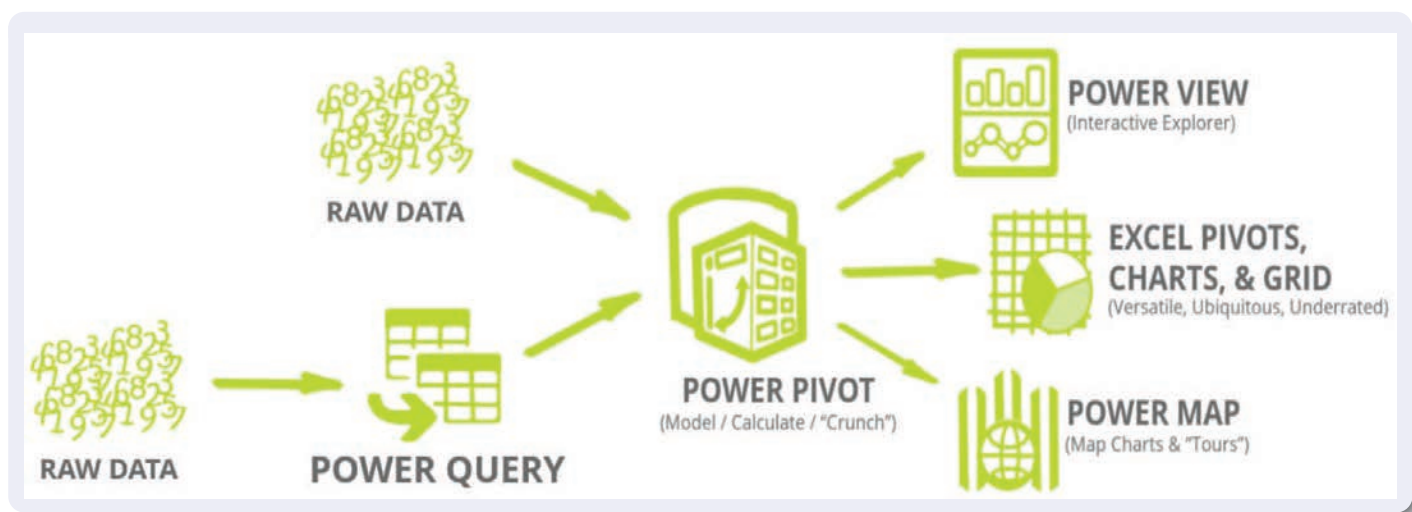 RAW DATA
RAW DATA
POWER QUERY
POWER PIVOT
(Model / Calculate / “Crunch”)
POWER VIEW
(Interactive Explorer)
EXCEL PIVOTS,
CHARTS, & GRID
(Versatile, Ubiquitous, Underrated)
POWER MAP
(Map Charts & “Tours”)